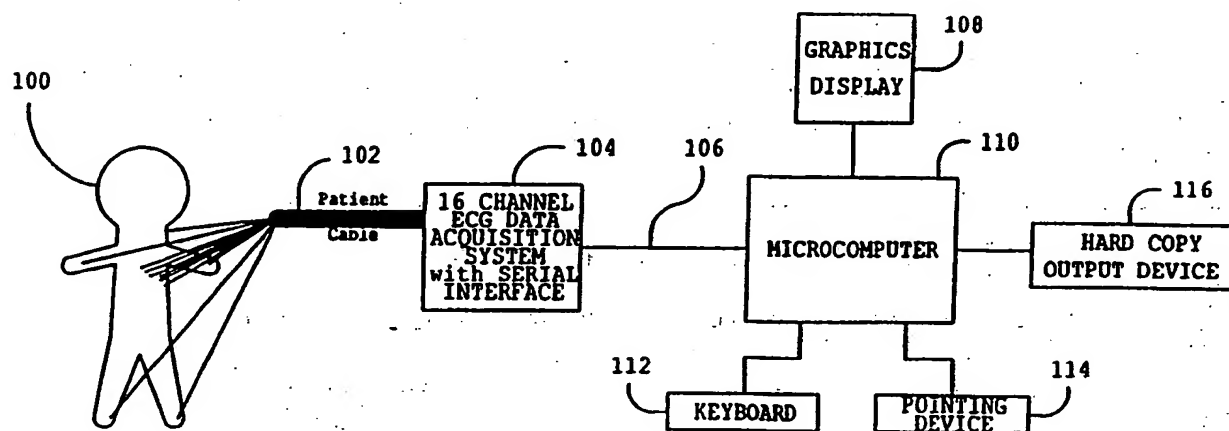 108
GRAPHICS
DISPLAY
100
102
104
106
110
116
Patient
Cable
16 CHANNEL
ECG DATA
ACQUISITION
SYSTEM
with SERIAL
INTERFACE
MICROCOMPUTER
HARD COPY
OUTPUT DEVICE
112
KEYBOARD
114
POINTING
DEVICE